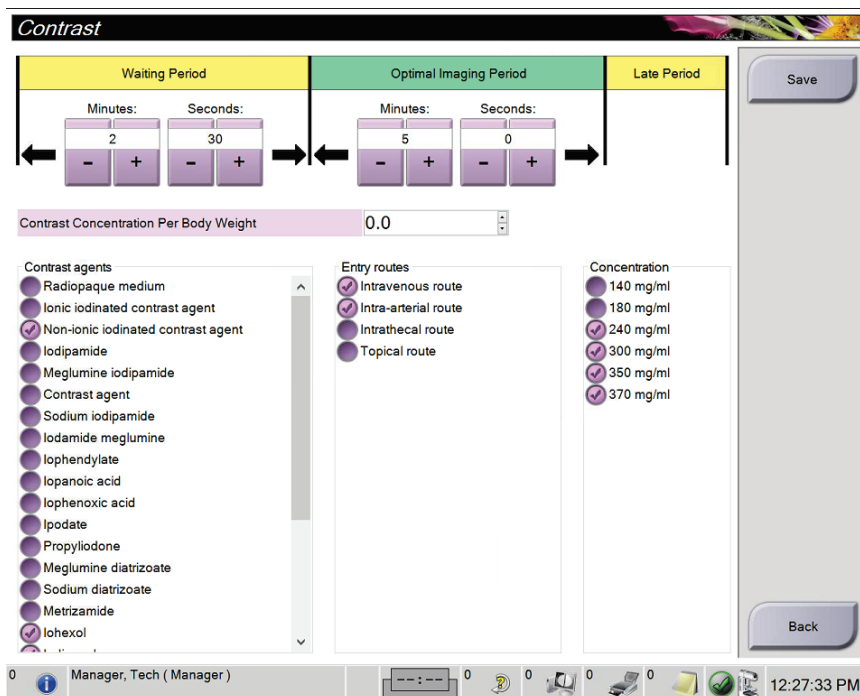 Contrast
Waiting Period
Optimal Imaging Period
Late Period
Save
Minutes:
Seconds:
Minutes:
Seconds:
2
30
5
0
-
+
-
+
-
+
-
+
Contrast Concentration Per Body Weight
0.0
Contrast agents
Radiopaque medium
Ionic iodinated contrast agent
Non-ionic iodinated contrast agent
Iodipamide
Meglumine iodipamide
Contrast agent
Sodium iodipamide
Iodamide meglumine
Iophendylate
Iopanoic acid
Iophenoxic acid
Ipodate
Propyliodone
Meglumine diatrizoate
Sodium diatrizoate
Metrizamide
Iohexol
Entry routes
Intravenous route
Intra-arterial route
Intrathecal route
Topical route
Concentration
140 mg/ml
180 mg/ml
240 mg/ml
300 mg/ml
350 mg/ml
370 mg/ml
Back
0
Manager, Tech ( Manager )
--:--
0
0
0
0
12:27:33 PM